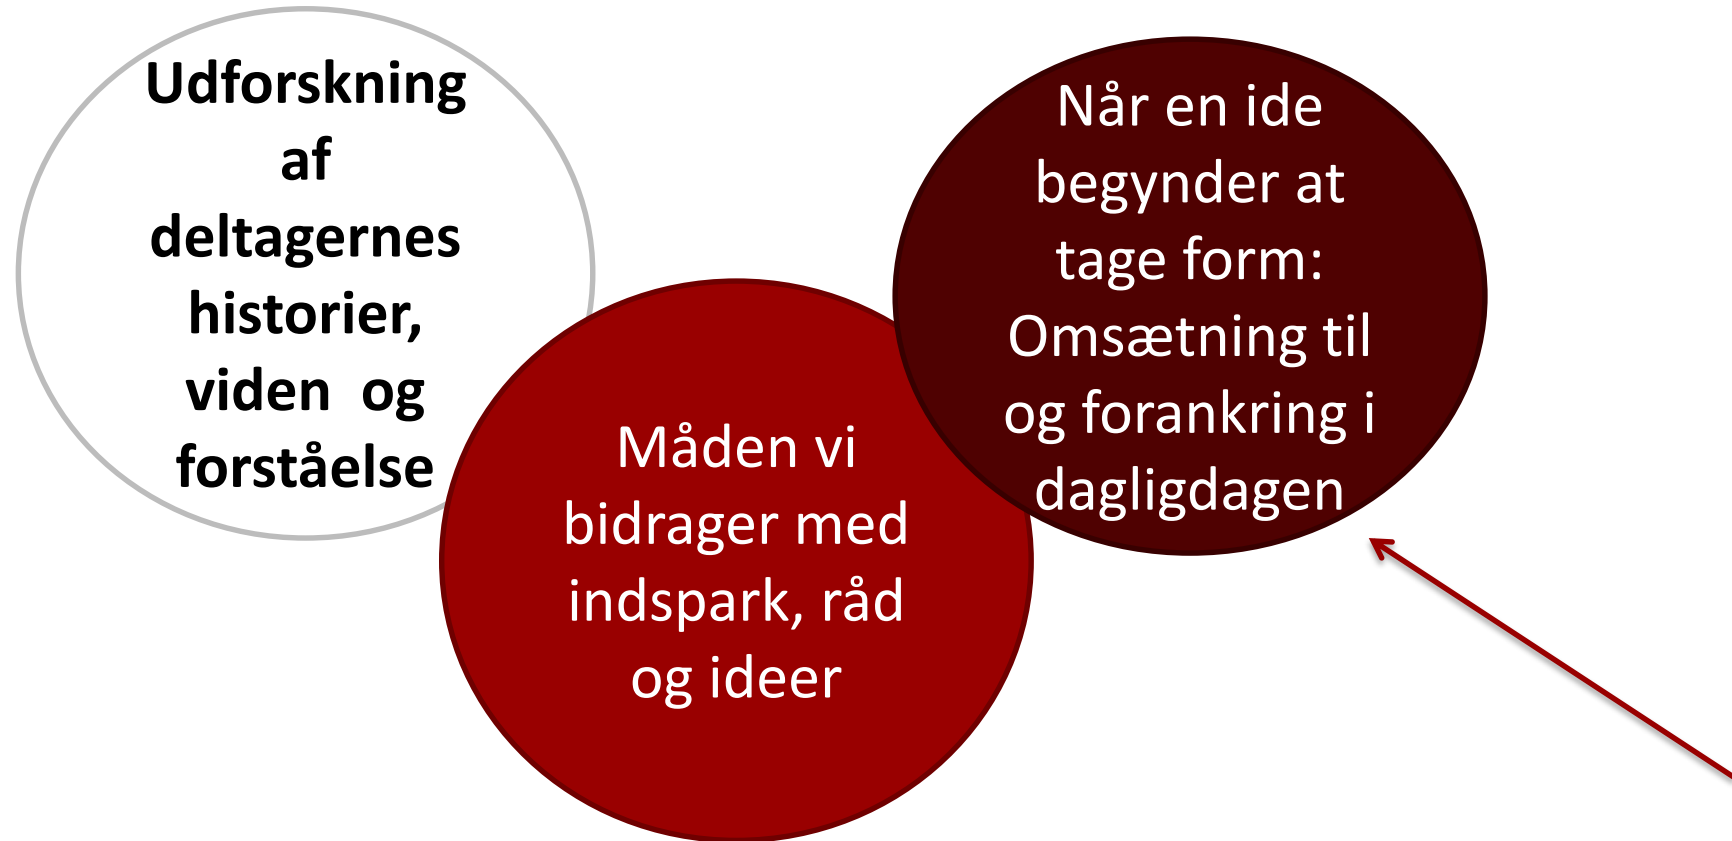 Udforskning
af
deltagernes
historier,
viden  og
forståelse
Måden vi
bidrager med
indspark, råd
og ideer
Når en ide
begynder at
tage form:
Omsætning til
og forankring i
dagligdagen